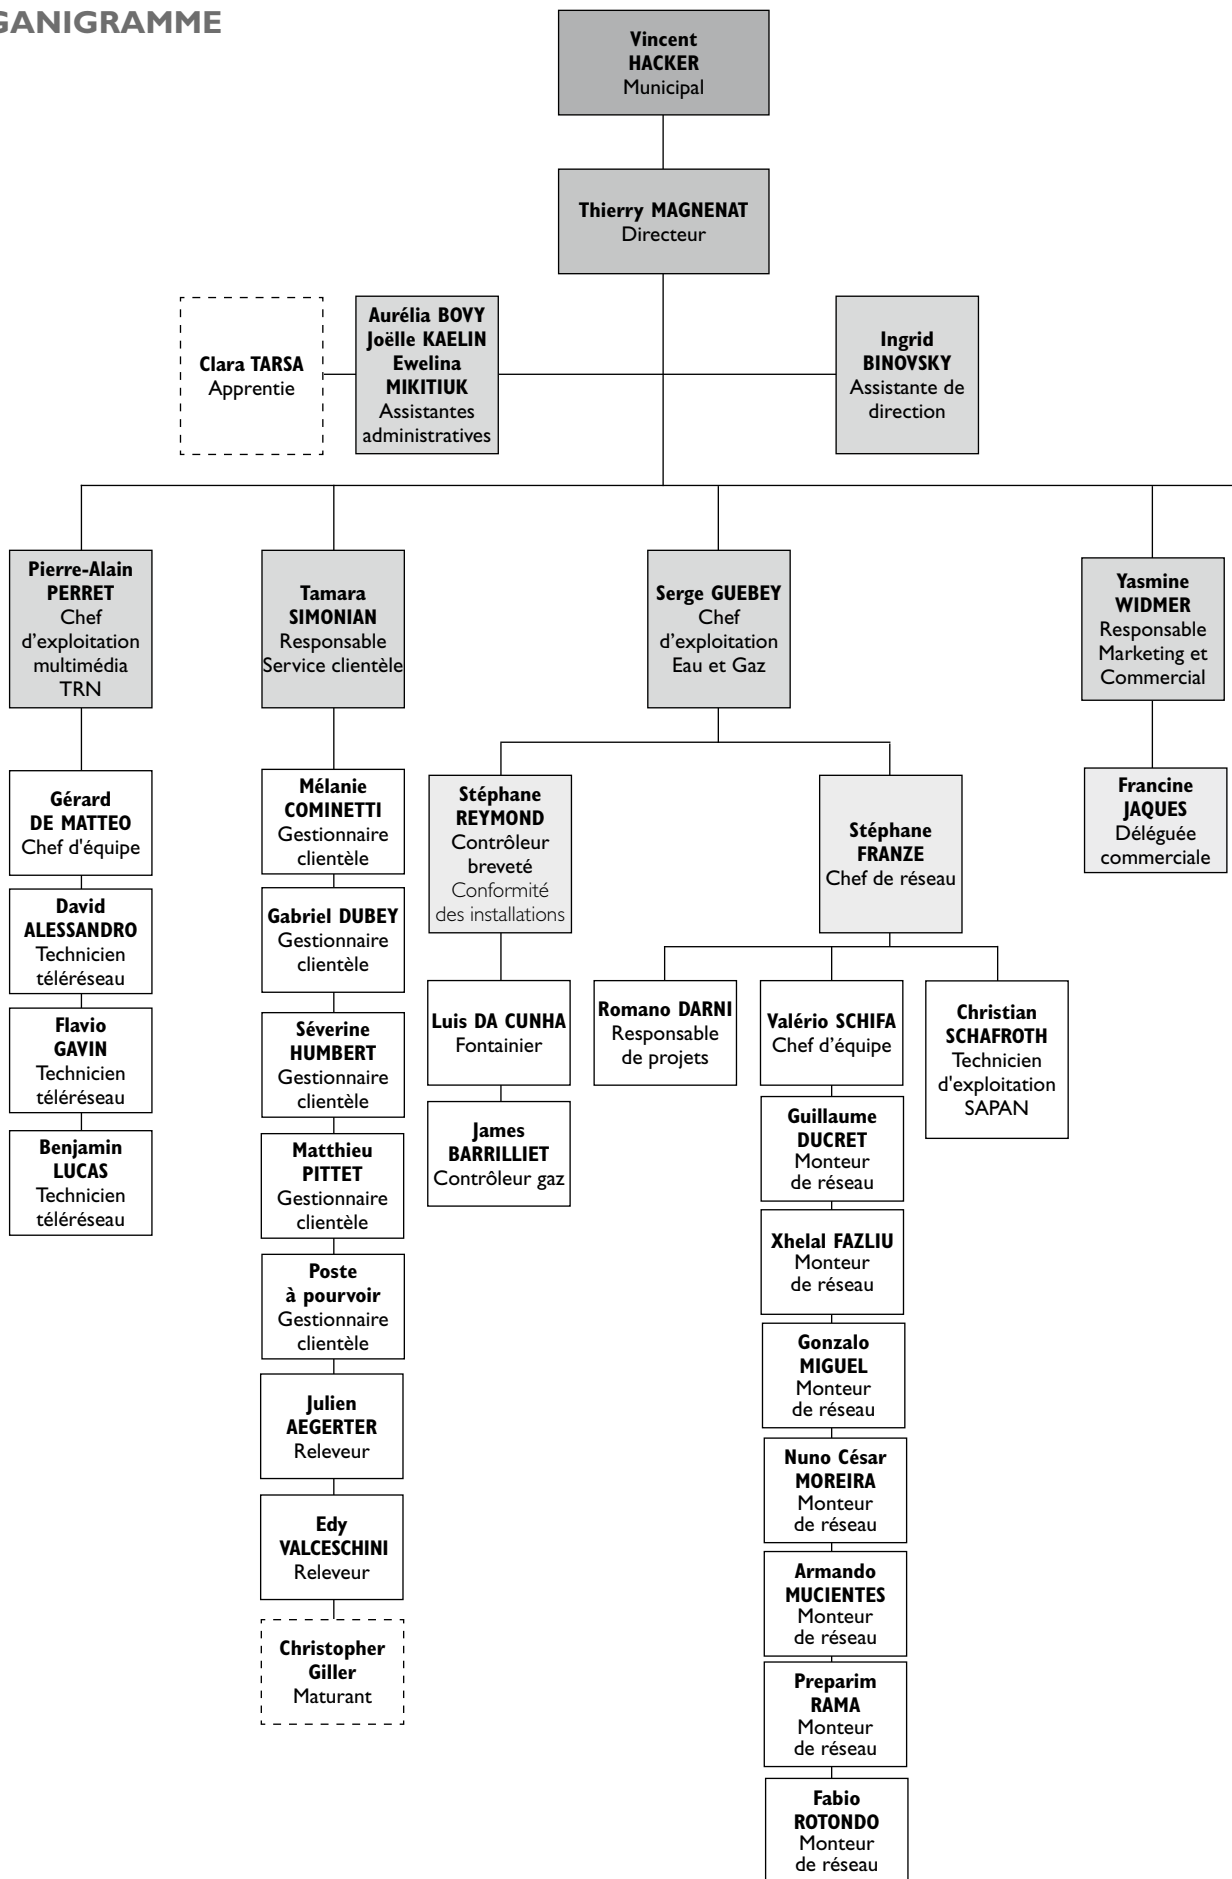 GANIGRAMME
Vincent
HACKER
Municipal
Thierry MAGNENAT
Directeur
Clara TARSA
Apprentie
Aurélia BOVY
Joëlle KAELIN
Ewelina
MIKITIUK
Assistantes
administratives
Ingrid
BINOVSKY
Assistante de
direction
Pierre-Alain
PERRET
Chef
d'exploitation
multimédia
TRN
Tamara
SIMONIAN
Responsable
Service clientèle
Serge GUEBEY
Chef
d'exploitation
Eau et Gaz
Yasmine
WIDMER
Responsable
Marketing et
Commercial
Gérard
DE MATTEO
Chef d'équipe
David
ALESSANDRO
Technicien
téléréseau
Flavio
GAVIN
Technicien
téléréseau
Benjamin
LUCAS
Technicien
téléréseau
Mélanie
COMINETTI
Gestionnaire
clientèle
Gabriel DUBEY
Gestionnaire
clientèle
Séverine
HUMBERT
Gestionnaire
clientèle
Matthieu
PITTET
Gestionnaire
clientèle
Poste
à pourvoir
Gestionnaire
clientèle
Julien
AEGERTER
Releveur
Edy
VALCESCHINI
Releveur
Christopher
Giller
Maturant
Stéphane
REYMOND
Contrôleur
breveté
Conformité
des installations
Luis DA CUNHA
Fontainier
James
BARRILLIET
Contrôleur gaz
Stéphane
FRANZE
Chef de réseau
Romano DARNI
Responsable
de projets
Valério SCHIFA
Chef d'équipe
Christian
SCHAFROTH
Technicien
d'exploitation
SAPAN
Guillaume
DUCRET
Monteur
de réseau
Xhelal FAZLIU
Monteur
de réseau
Gonzalo
MIGUEL
Monteur
de réseau
Nuno César
MOREIRA
Monteur
de réseau
Armando
MUCIENTES
Monteur
de réseau
Preparim
RAMA
Monteur
de réseau
Fabio
ROTONDO
Monteur
de réseau
Francine
JAQUES
Déléguée
commerciale